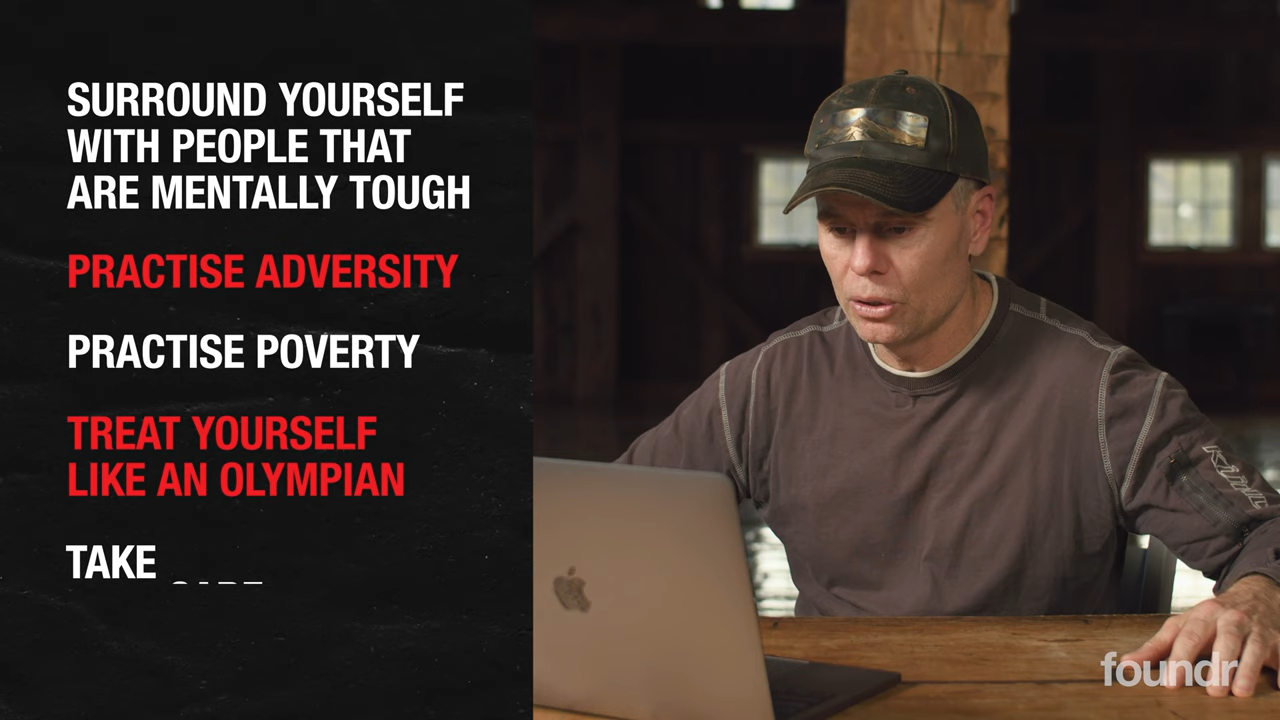 SURROUND YOURSELF
WITH PEOPLE THAT
ARE MENTALLY TOUGH
PRACTISE ADVERSITY
PRACTISE POVERTY
TREAT YOURSELF
LIKE AN OLYMPIAN
TAKE
foundr